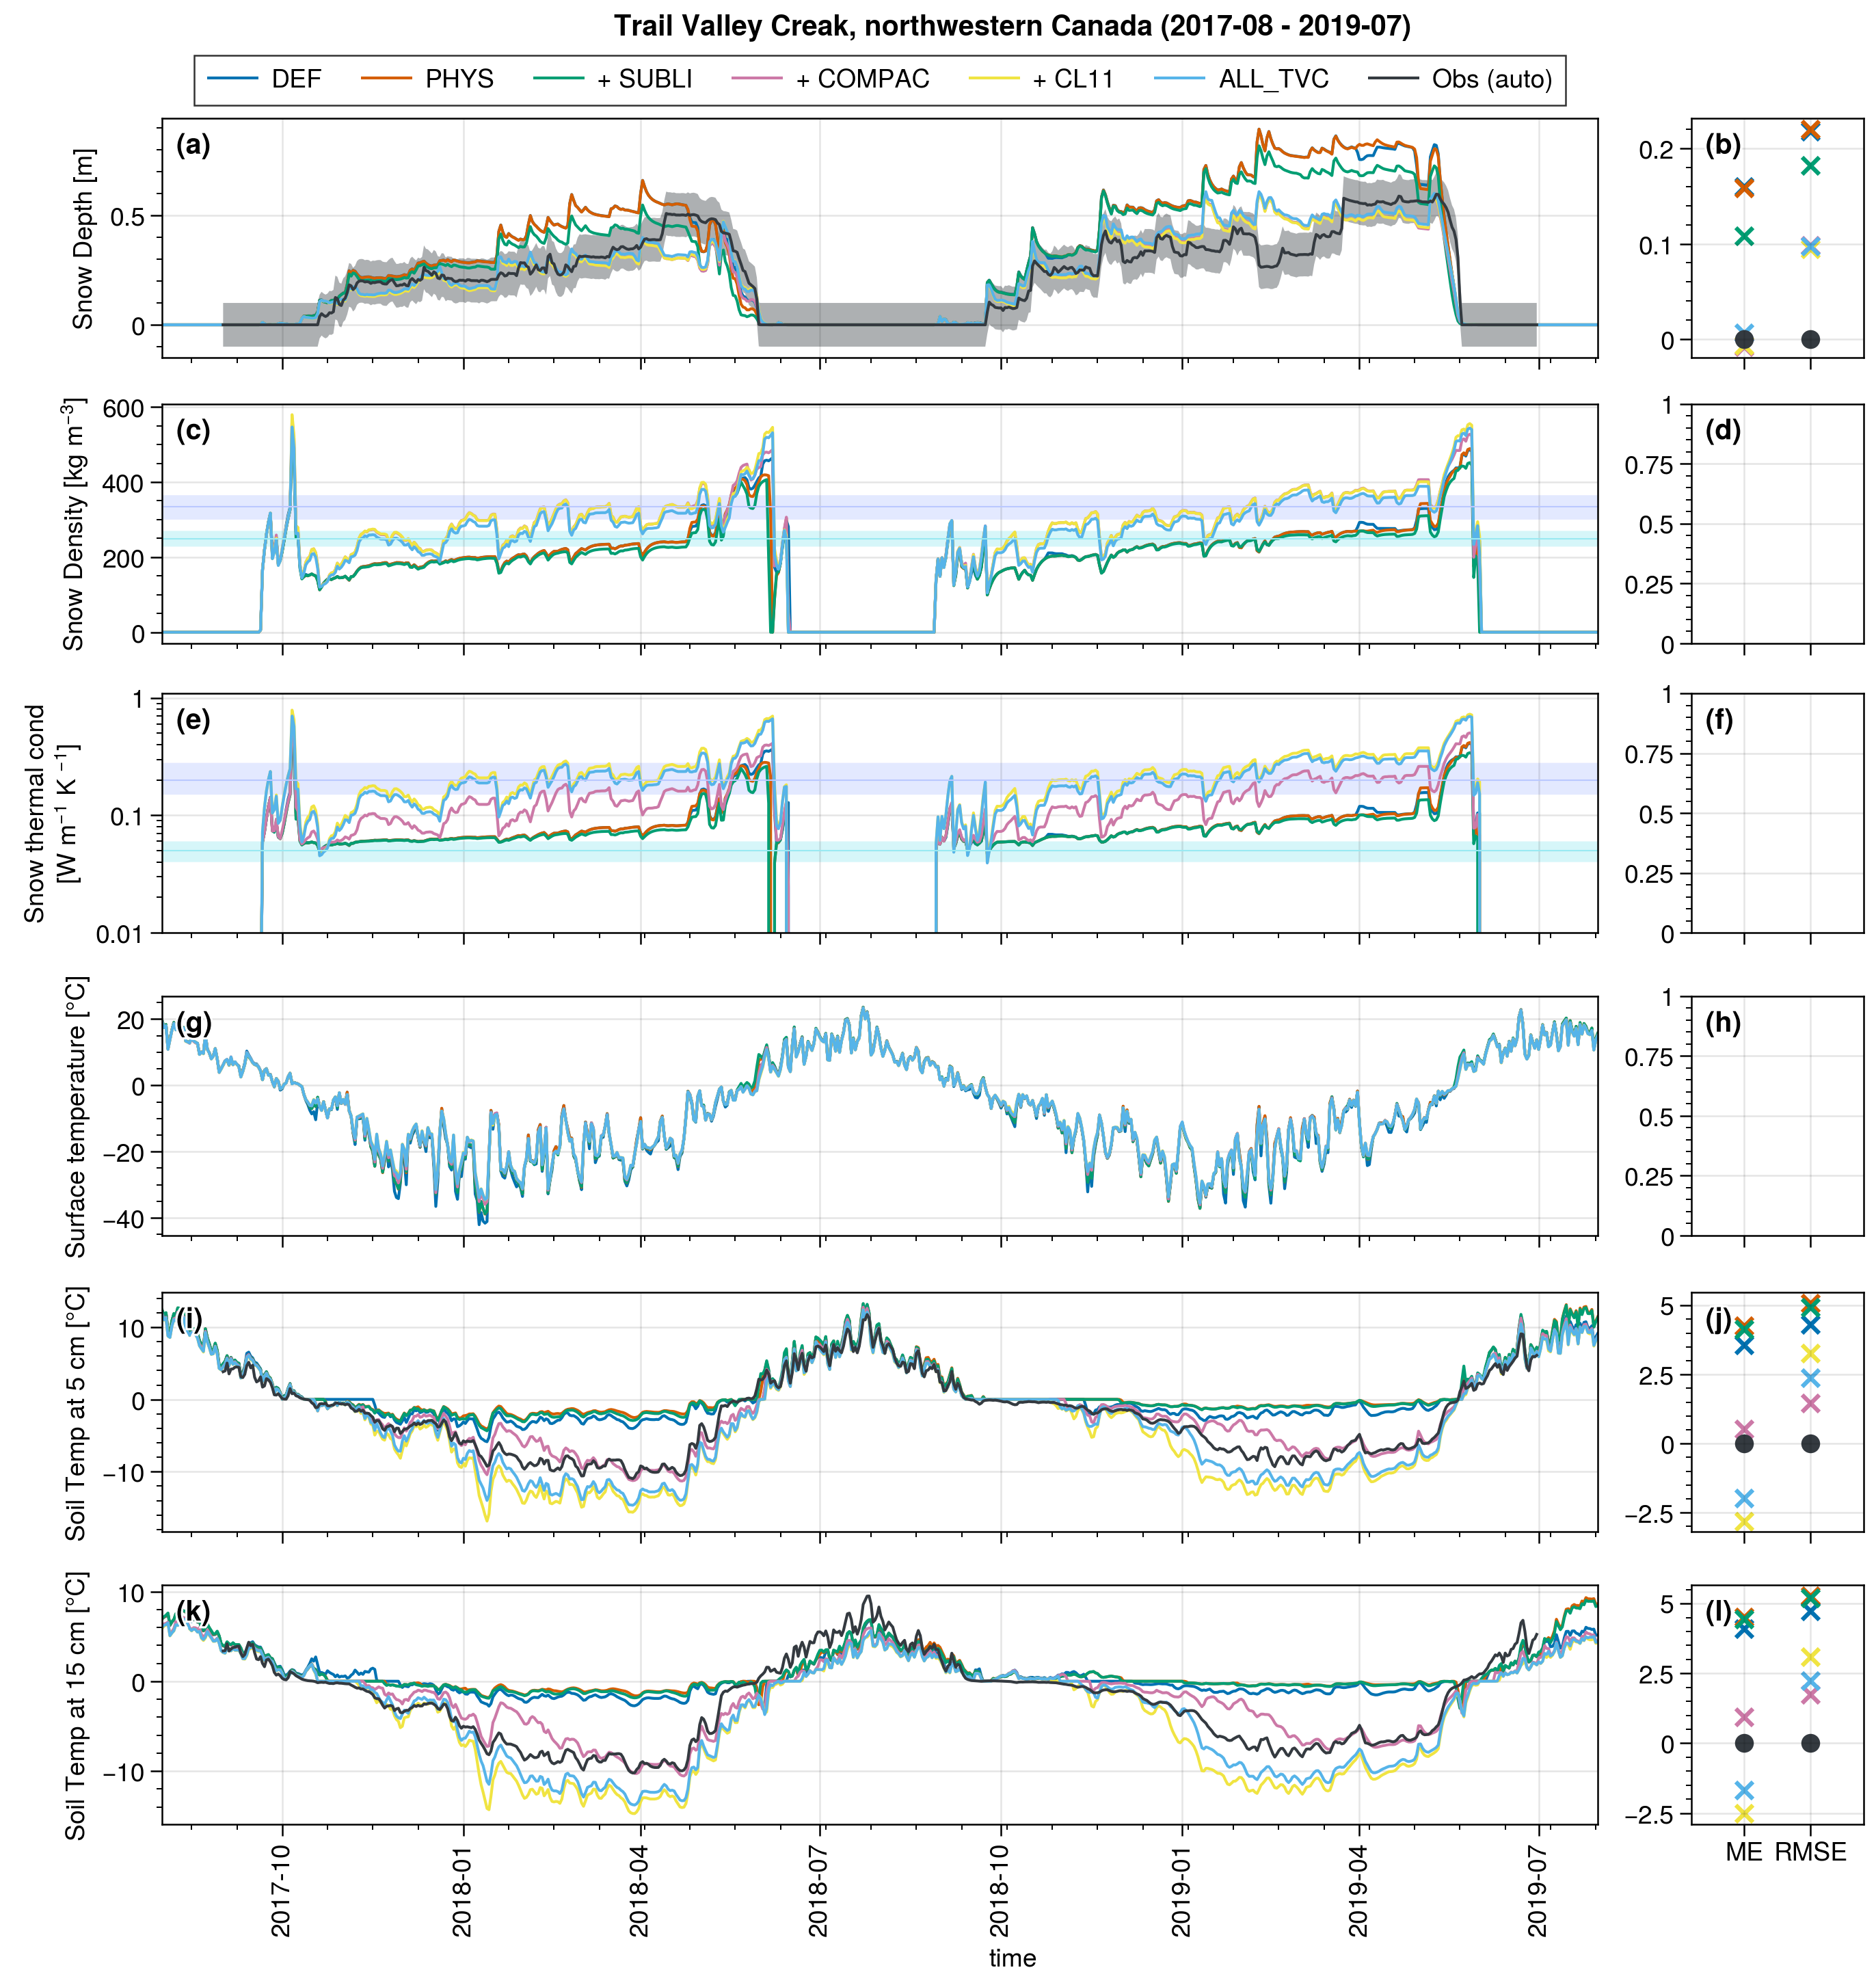 Trail Valley Creak, northwestern Canada (2017-08 - 2019-07)
DEF PHYS + SUBLI + COMPAC + CL11 ALL_TVC Obs (auto)
Snow Depth [m]
0.5
0
(a)
0.2
0.1
0
(b)
Snow Density [kg m⁻³]
600
400
200
0
(c)
1
0.75
0.5
0.25
0
(d)
Snow thermal cond
[W m⁻¹ K⁻¹]
1
0.1
0.01
(e)
1
0.75
0.5
0.25
0
(f)
Surface temperature [°C]
20
0
−20
−40
(g)
1
0.75
0.5
0.25
0
(h)
Soil Temp at 5 cm [°C]
10
0
−10
(i)
5
2.5
0
−2.5
(j)
Soil Temp at 15 cm [°C]
10
0
−10
(k)
5
2.5
0
−2.5
(l)
2017-10 2018-01 2018-04 2018-07 2018-10 2019-01 2019-04 2019-07
ME RMSE
time